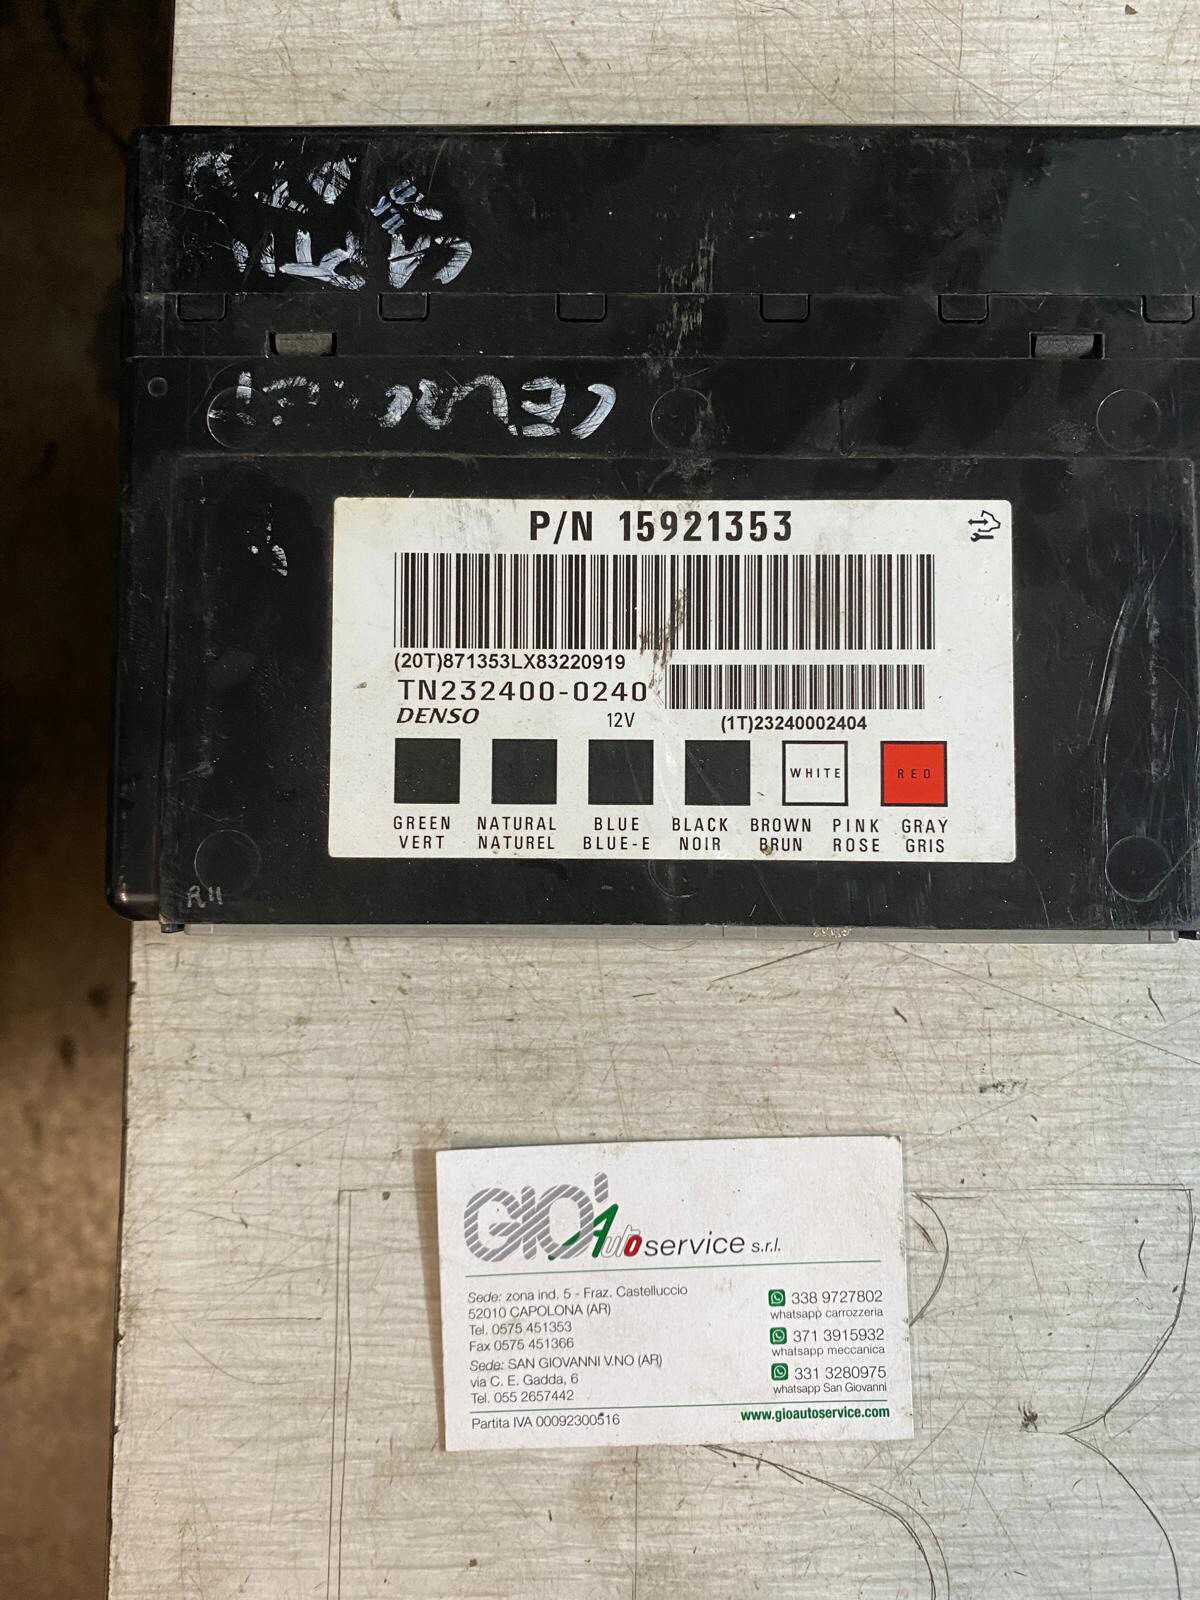 P/N 15921353
(20T)871353LX83220919
TN232400-0240
DENSO 12V
(1T)23240002404
WHITE RED
GREEN NATURAL BLUE BLACK BROWN PINK GRAY
VERT NATUREL BLUE-E NOIR BRUN ROSE GRIS
GIO' Autoservice s.r.l.
Sede: zona ind. 5 - Fraz. Castelluccio
52010 CAPOLONA (AR)
Tel. 0575 451353
Fax 0575 451366
Sede: SAN GIOVANNI V.NO (AR)
via C. E. Gadda, 6
Tel. 055 2657442
Partita IVA 00092300516
338 9727802
whatsapp carrozzeria
371 3915932
whatsapp meccanica
331 3280975
whatsapp San Giovanni
www.gioautoservice.com